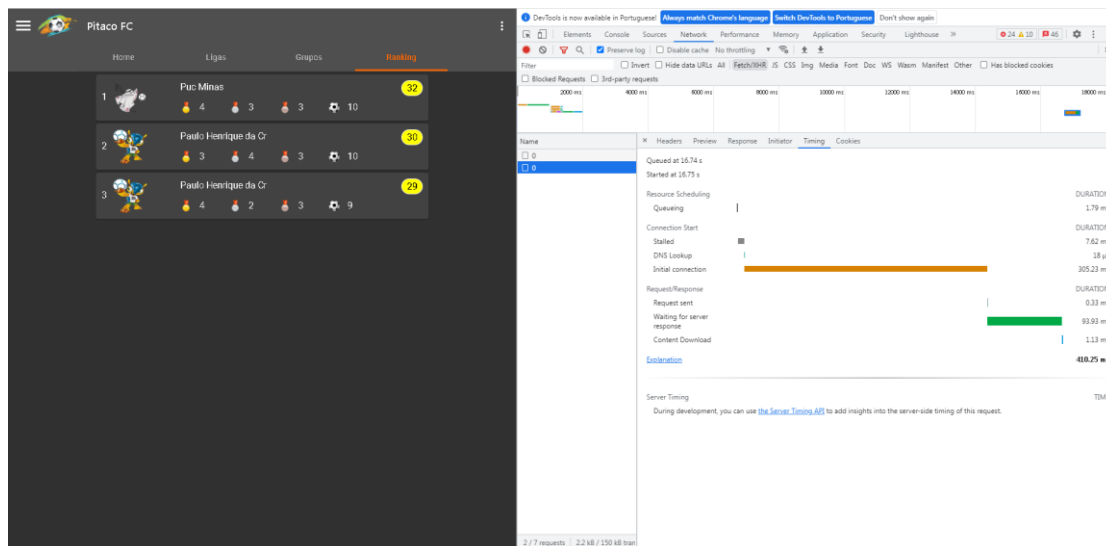 Pitaco FC
Home Ligas Grupos Ranking
1 Puc Minas 32
4 3 3 10
2 Paulo Henrique da Cr 30
3 4 3 10
3 Paulo Henrique da Cr 29
4 2 3 9
DevTools is now available in Portuguese! Always match Chrome's language Switch DevTools to Portuguese Don't show again
Elements Console Sources Network Performance Memory Application Security Lighthouse » 24 10 46
Preserve log Disable cache No throttling
Filter Invert Hide data URLs All Fetch/XHR JS CSS Img Media Font Doc WS Wasm Manifest Other Has blocked cookies
Blocked Requests 3rd-party requests
2000 ms 4000 ms 6000 ms 8000 ms 10000 ms 12000 ms 14000 ms 16000 ms 18000 ms
Name × Headers Preview Response Initiator Timing Cookies
0
0
Queued at 16.74 s
Started at 16.75 s
Resource Scheduling DURATION
Queueing 1.79 m
Connection Start DURATION
Stalled 7.62 m
DNS Lookup 18 µ
Initial connection 305.23 m
Request/Response DURATION
Request sent 0.33 m
Waiting for server
response 93.93 m
Content Download 1.13 m
Explanation 410.25 m
Server Timing TIM
During development, you can use the Server Timing API to add insights into the server-side timing of this request.
2 / 7 requests 2.2 kB / 150 kB tran